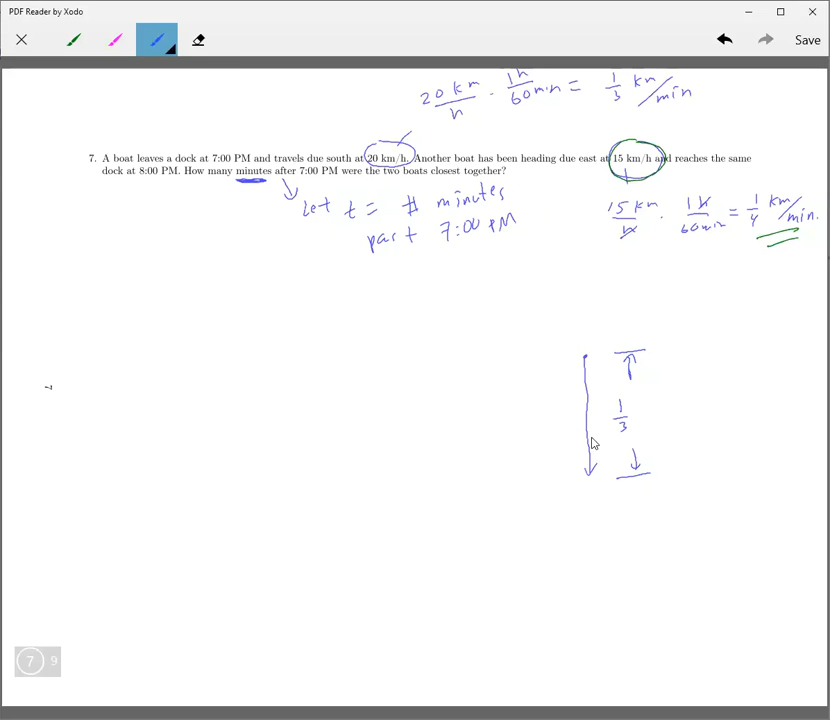 PDF Reader by Xodo
Save
20 km/h · 1h/60min = 1/3 km/min
7. A boat leaves a dock at 7:00 PM and travels due south at 20 km/h. Another boat has been heading due east at 15 km/h and reaches the same
dock at 8:00 PM. How many minutes after 7:00 PM were the two boats closest together?
Let t = # minutes
past 7:00 PM
15 km/h · 1h/60min = 1/4 km/min.
1/3
7
7 9